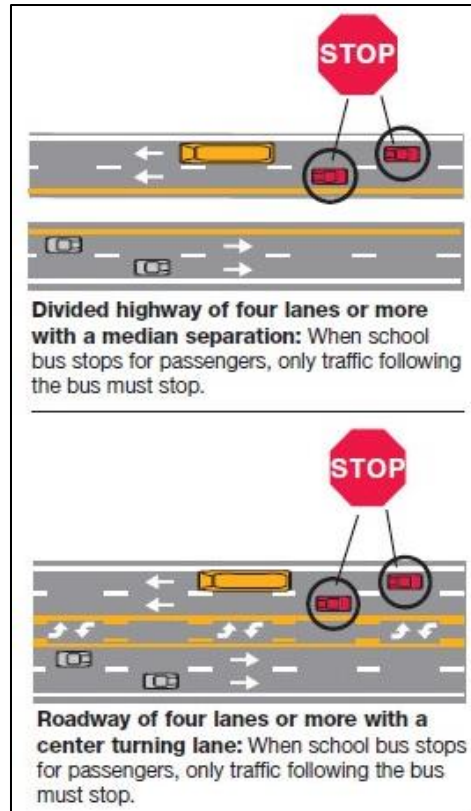 STOP
Divided highway of four lanes or more
with a median separation: When school
bus stops for passengers, only traffic following
the bus must stop.
STOP
Roadway of four lanes or more with a
center turning lane: When school bus stops
for passengers, only traffic following the bus
must stop.